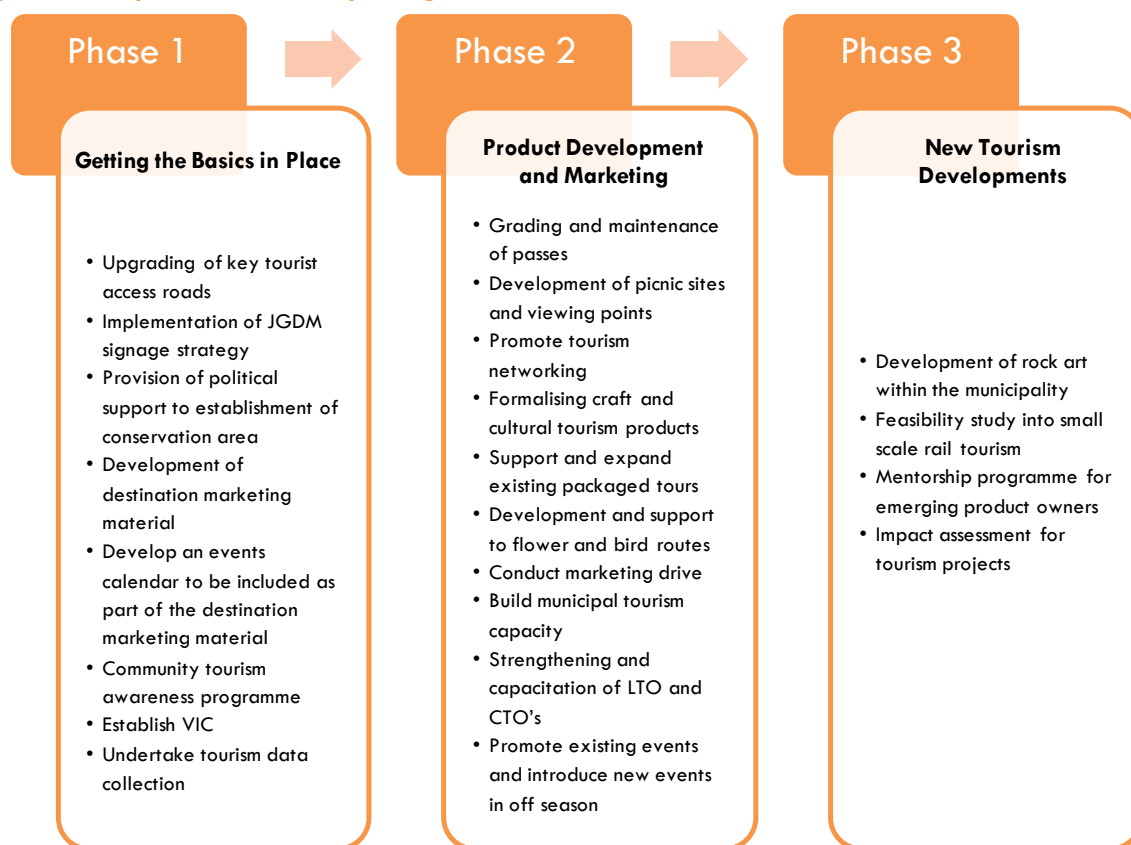 Phase 1
Getting the Basics in Place
• Upgrading of key tourist
access roads
• Implementation of JGDM
signage strategy
• Provision of political
support to establishment of
conservation area
• Development of
destination marketing
material
• Develop an events
calendar to be included as
part of the destination
marketing material
• Community tourism
awareness programme
• Establish VIC
• Undertake tourism data
collection
Phase 2
Product Development
and Marketing
• Grading and maintenance
of passes
• Development of picnic sites
and viewing points
• Promote tourism
networking
• Formalising craft and
cultural tourism products
• Support and expand
existing packaged tours
• Development and support
to flower and bird routes
• Conduct marketing drive
• Build municipal tourism
capacity
• Strengthening and
capacitation of LTO and
CTO's
• Promote existing events
and introduce new events
in off season
Phase 3
New Tourism
Developments
• Development of rock art
within the municipality
• Feasibility study into small
scale rail tourism
• Mentorship programme for
emerging product owners
• Impact assessment for
tourism projects